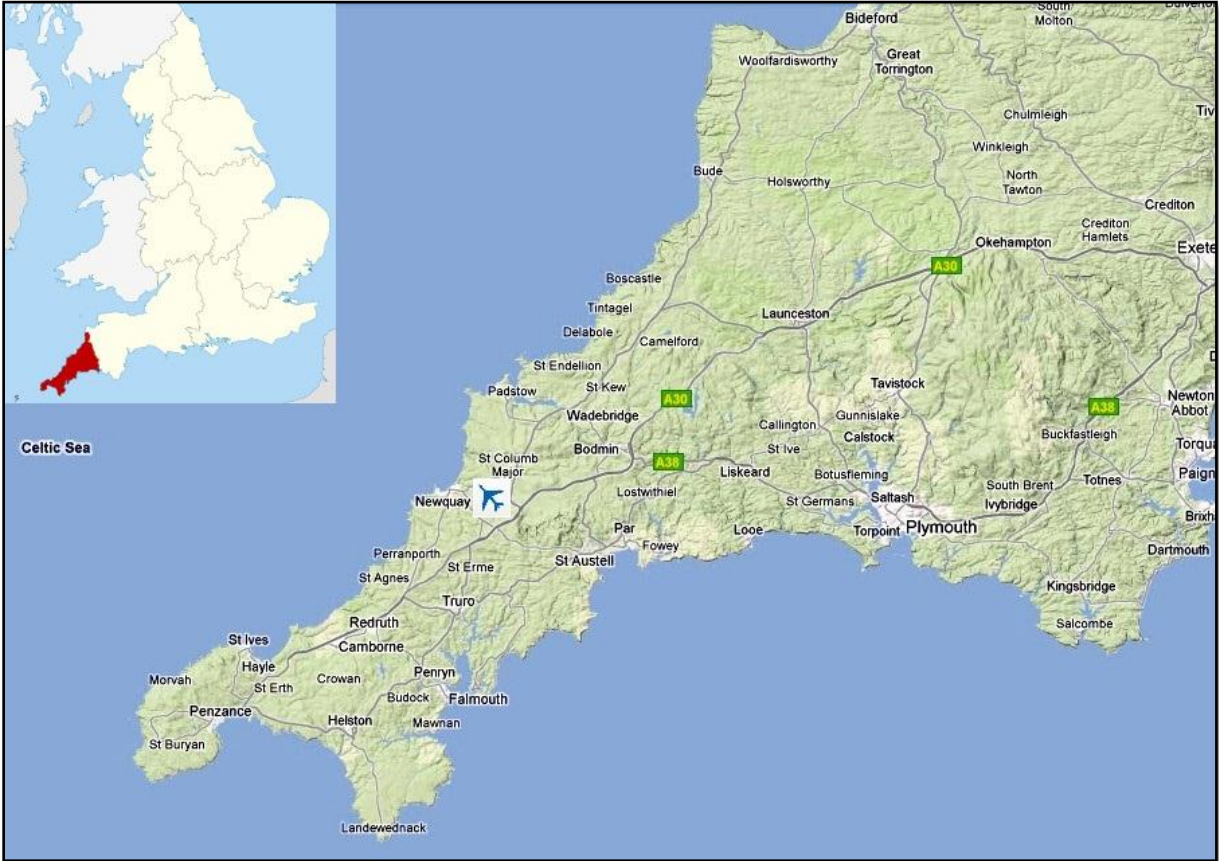 Bideford
South
Molton
Woolfardisworthy
Great
Torrington
Chulmleigh
Tiv
Winkleigh
Bude
Holsworthy
North
Tawton
Crediton
Crediton
Hamlets
Okehampton
Exete
A30
Boscastle
Tintagel
Launceston
Delabole
Camelford
St Endellion
Padstow
St Kew
A30
Tavistock
Newton
Abbot
A38
Wadebridge
Gunnislake
Callington
Calstock
Buckfastleigh
Celtic Sea
Bodmin
St Ive
Torqua
St Columb
Major
A38
Liskeard
Botusfleming
Paign
Totnes
South Brent
Newquay
Lostwithiel
St Germans
Saltash
Ivybridge
Brixh
Par
Looe
Torpoint
Plymouth
Fowey
Dartmouth
Perranporth
St Erme
St Austell
St Agnes
Kingsbridge
Truro
Redruth
Salcombe
St Ives
Camborne
Hayle
Morvah
St Erth
Crowan
Penryn
Budock
Falmouth
Penzance
Helston
Mawnan
St Buryan
Landewednack